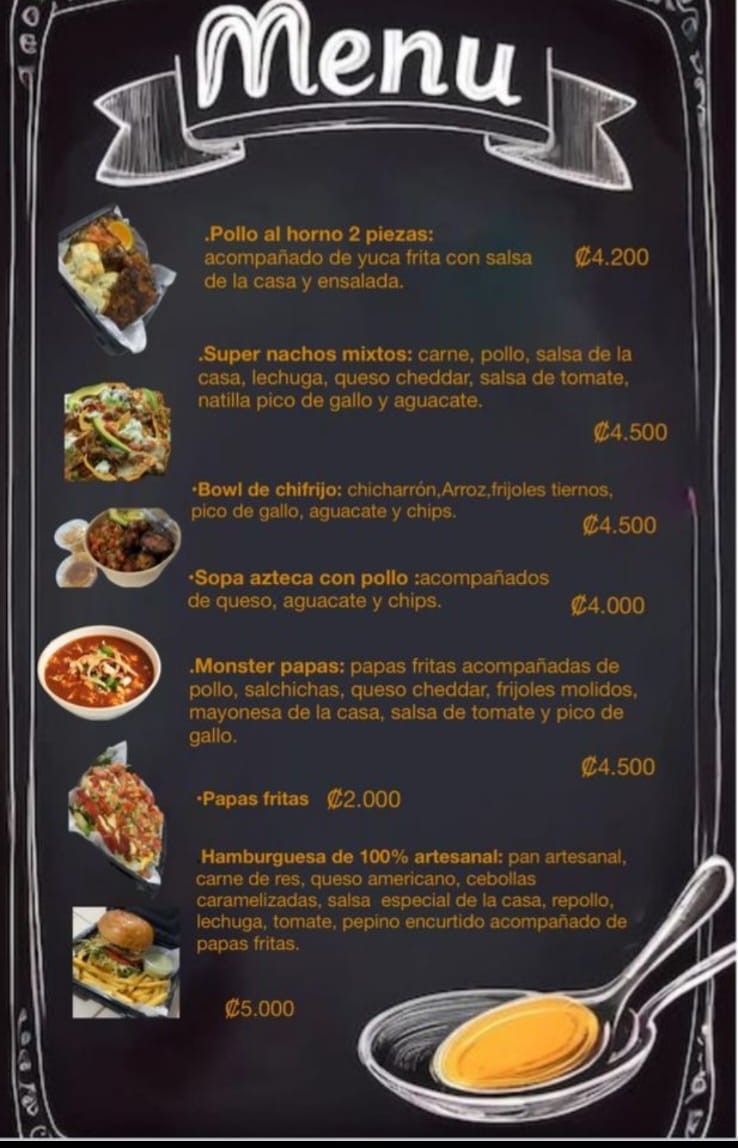 Menu
.Pollo al horno 2 piezas:
acompañado de yuca frita con salsa ₡4.200
de la casa y ensalada.
.Super nachos mixtos: carne, pollo, salsa de la
casa, lechuga, queso cheddar, salsa de tomate,
natilla pico de gallo y aguacate.
₡4.500
·Bowl de chifrijo: chicharrón,Arroz,frijoles tiernos,
pico de gallo, aguacate y chips.
₡4.500
·Sopa azteca con pollo :acompañados
de queso, aguacate y chips. ₡4.000
.Monster papas: papas fritas acompañadas de
pollo, salchichas, queso cheddar, frijoles molidos,
mayonesa de la casa, salsa de tomate y pico de
gallo.
₡4.500
·Papas fritas ₡2.000
Hamburguesa de 100% artesanal: pan artesanal,
carne de res, queso americano, cebollas
caramelizadas, salsa especial de la casa, repollo,
lechuga, tomate, pepino encurtido acompañado de
papas fritas.
₡5.000